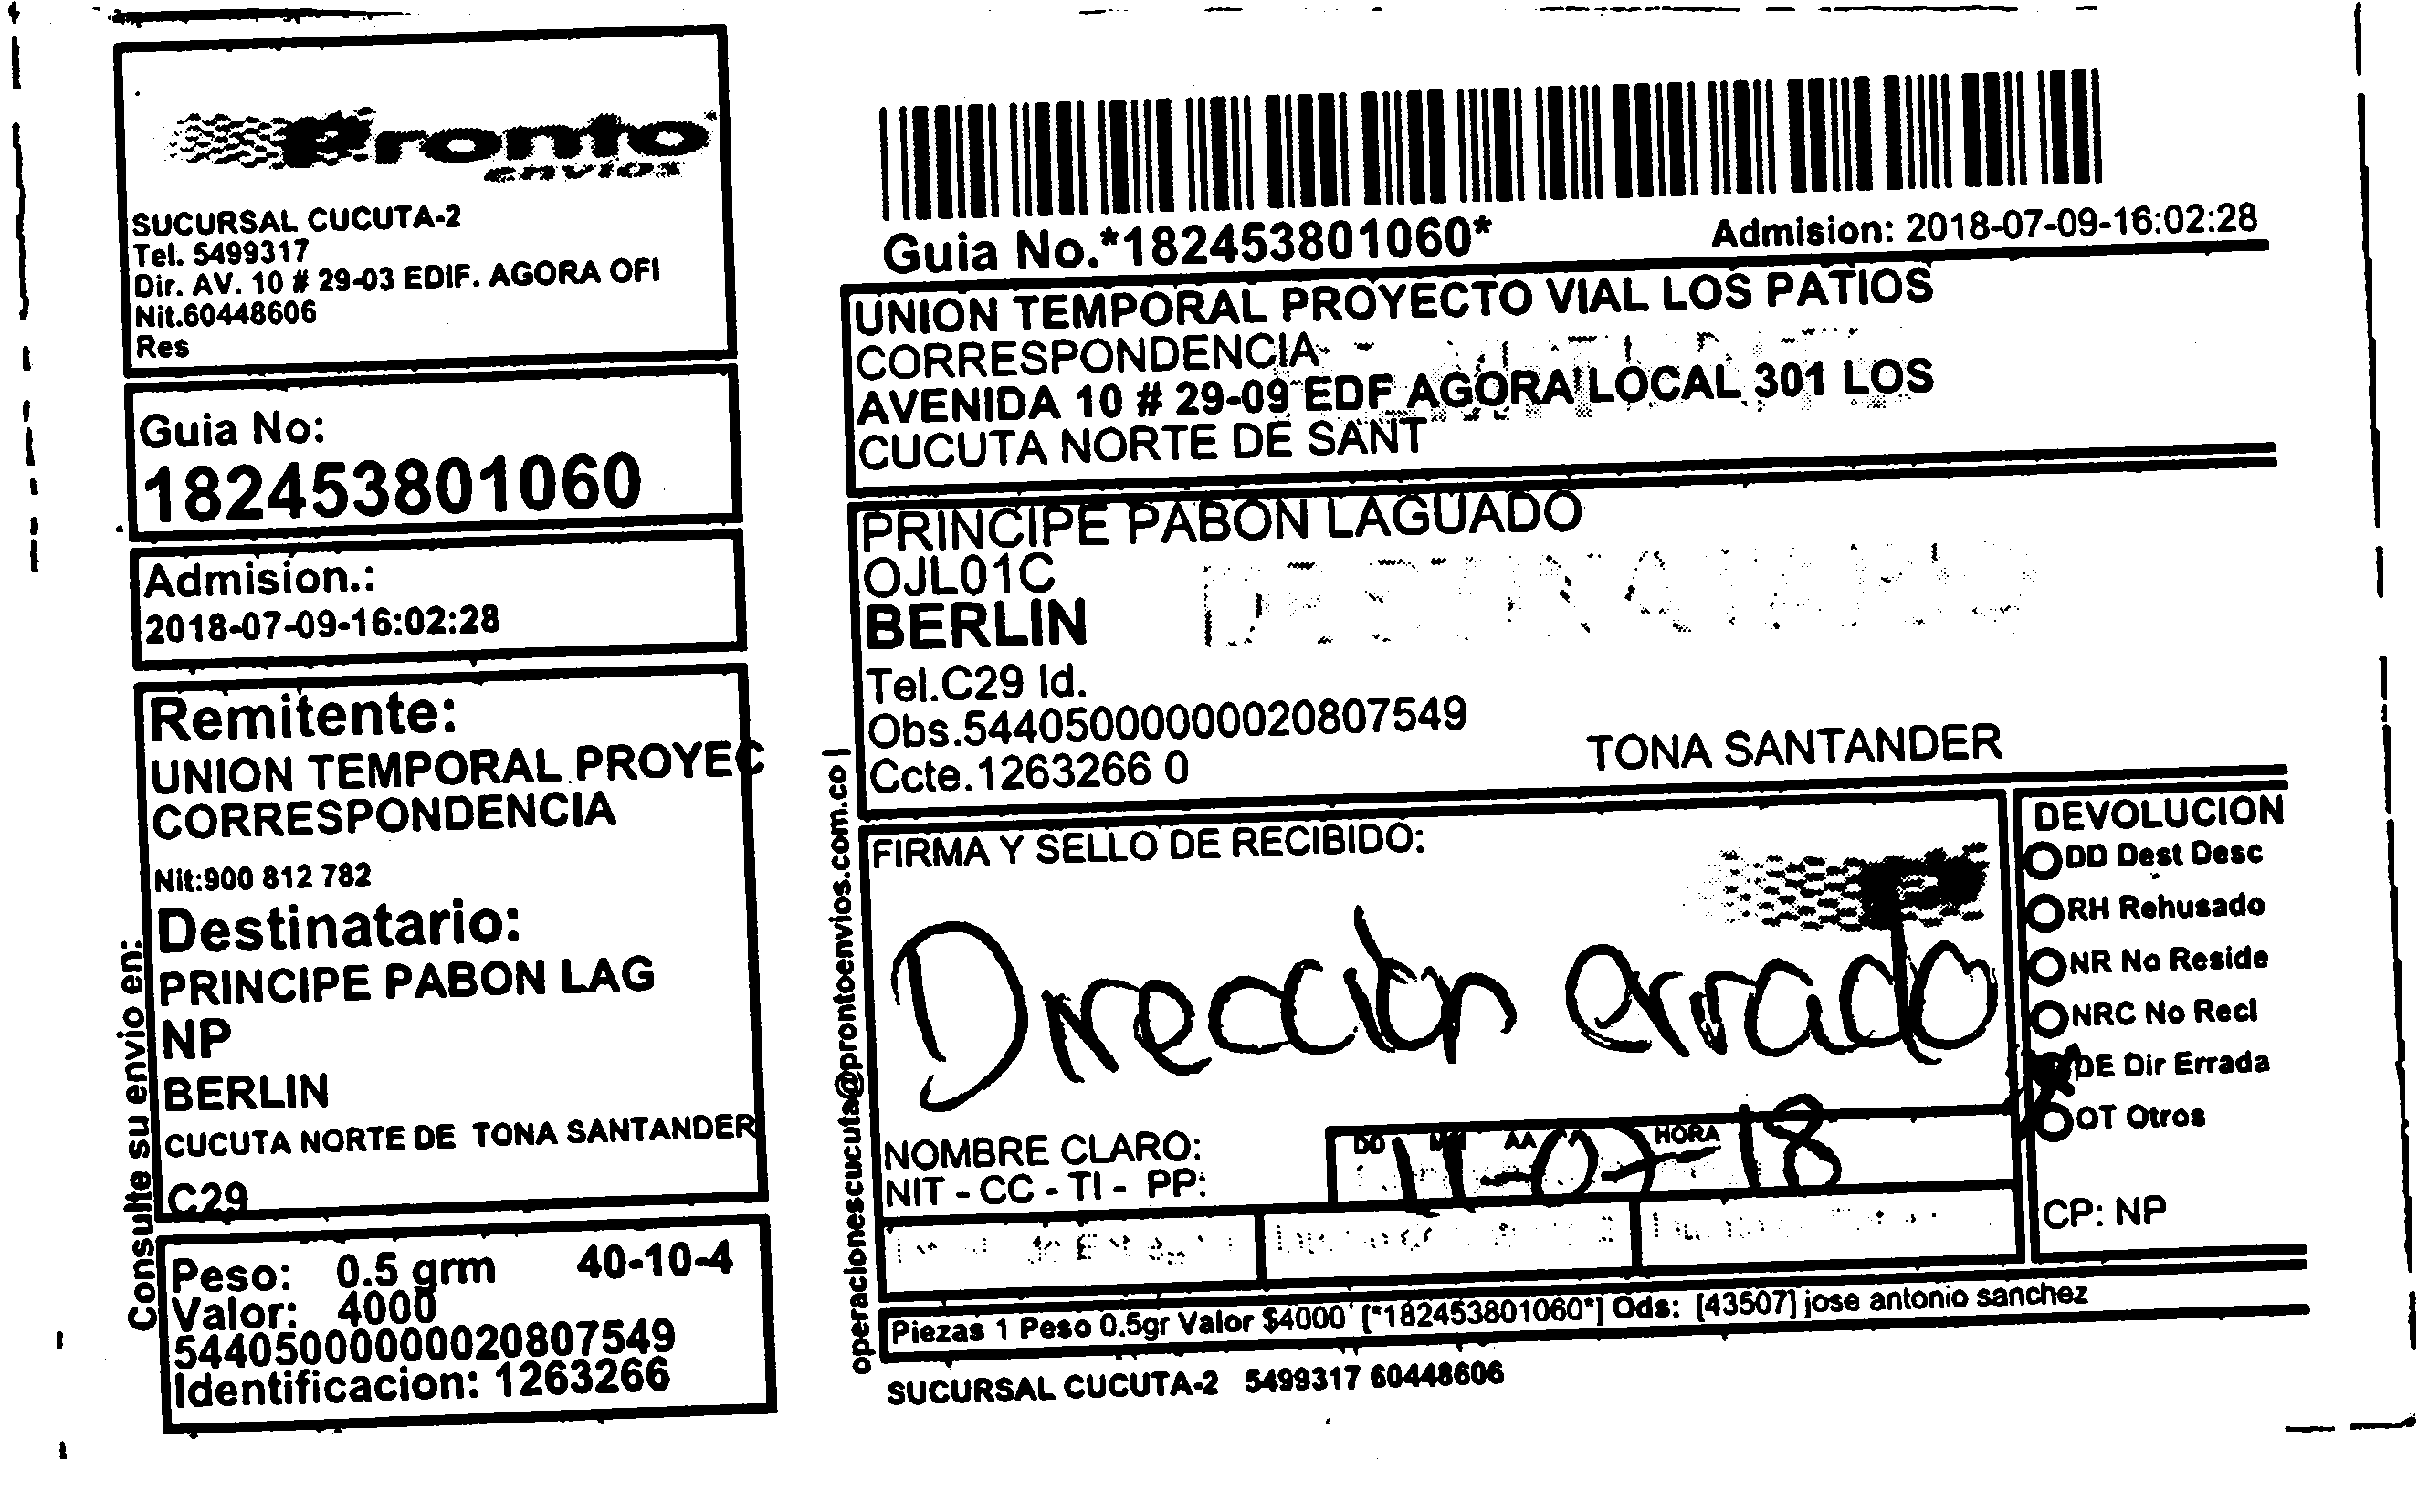 Pronto
envios
SUCURSAL CUCUTA-2
Tel. 5499317
Dir. AV. 10 # 29-03 EDIF. AGORA OFI
Nit.60448606
Res
Guia No:
182453801060
Admision.:
2018-07-09-16:02:28
Remitente:
UNION TEMPORAL PROYEC
CORRESPONDENCIA
Nit:900 812 782
Destinatario:
PRINCIPE PABON LAG
NP
BERLIN
CUCUTA NORTE DE TONA SANTANDER
C29
Peso: 0.5 grm 40-10-4
Valor: 4000
544050000000020807549
Identificacion: 1263266
Consulte su envio en:
operacionescucuta@prontoenvios.com.co |
Guia No.*182453801060* Admision: 2018-07-09-16:02:28
UNION TEMPORAL PROYECTO VIAL LOS PATIOS
CORRESPONDENCIA
AVENIDA 10 # 29-09 EDF AGORA LOCAL 301 LOS
CUCUTA NORTE DE SANT
PRINCIPE PABON LAGUADO
OJL01C
BERLIN
DESTINATARIO
Tel.C29 Id.
Obs.544050000000020807549
Ccte.1263266 0 TONA SANTANDER
FIRMA Y SELLO DE RECIBIDO:
Dirección errado
NOMBRE CLARO:
NIT - CC - TI - PP:
DD MM AA HORA
11-07-18
DEVOLUCION
DD Dest Desc
RH Rehusado
NR No Reside
NRC No Recl
DE Dir Errada
OT Otros
CP: NP
Piezas 1 Peso 0.5gr Valor $4000 [*182453801060*] Ods: [43507] jose antonio sanchez
SUCURSAL CUCUTA-2 5499317 60448606